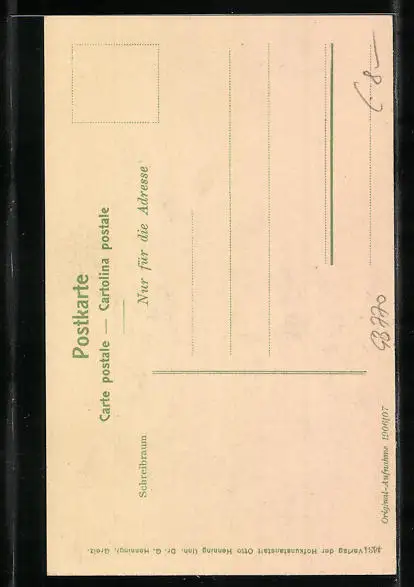 Postkarte
Carte postale — Cartolina postale
Nur für die Adresse
Schreibraum
Original-Aufnahme 1906/07
Verlag der Hofkunstanstalt Otto Henning (Inh. Dr. G. Henning), Greiz.